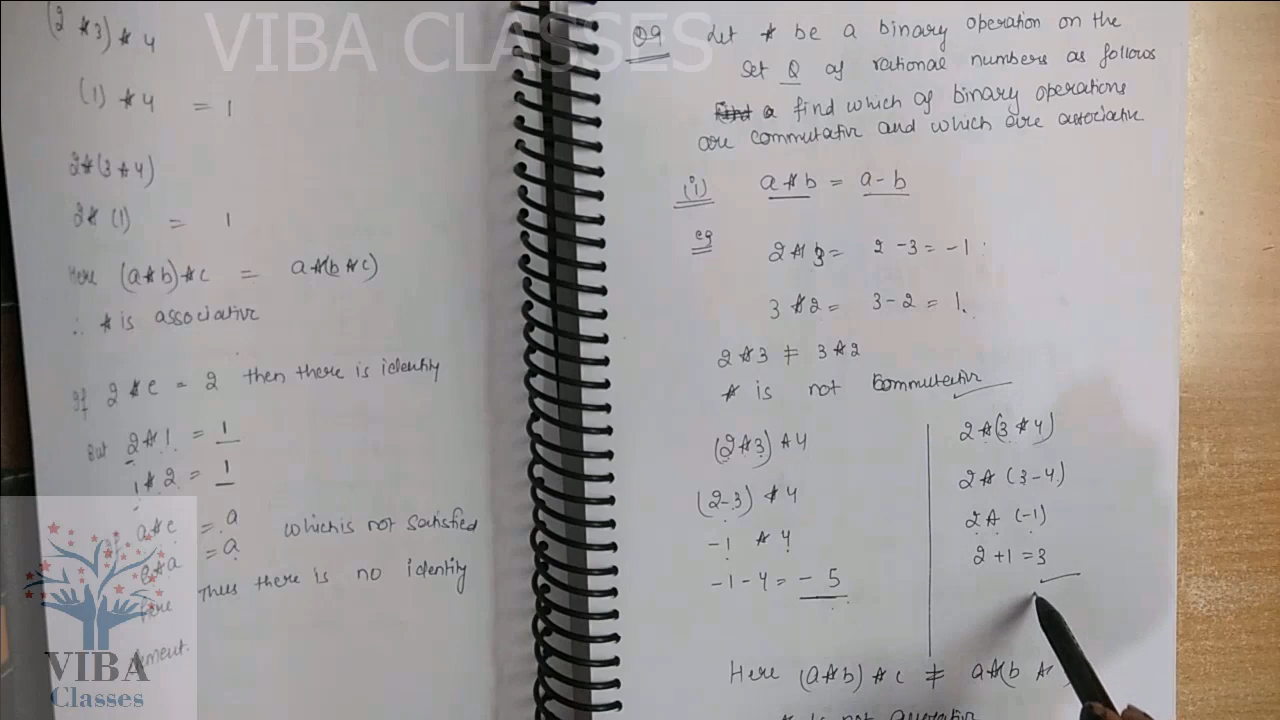 VIBA CLASSES
(2 * 3) * 4
(1) * 4 = 1
2*(3*4)
2* (1) = 1
Here (a*b)*c = a*(b*c)
∴ * is associative
If 2 * e = 2 then there is identity
But 2*1 = 1
1*2 = 1
a*e = a which is not satisfied
e*a = a
Thus there is no identity
Q9 Let * be a binary operation on the
set Q of rational numbers as follows
find which of binary operations
are commutative and which are associative
(i) a*b = a-b
eg 2*3 = 2-3 = -1
3*2 = 3-2 = 1.
2*3 ≠ 3*2
* is not commutative
(2*3)*4
(2-3)*4
-1 * 4
-1-4 = -5
2*(3*4)
2*(3-4)
2*(-1)
2+1=3
Here (a*b)*c ≠ a*(b*
* is not associative
VIBA
Classes